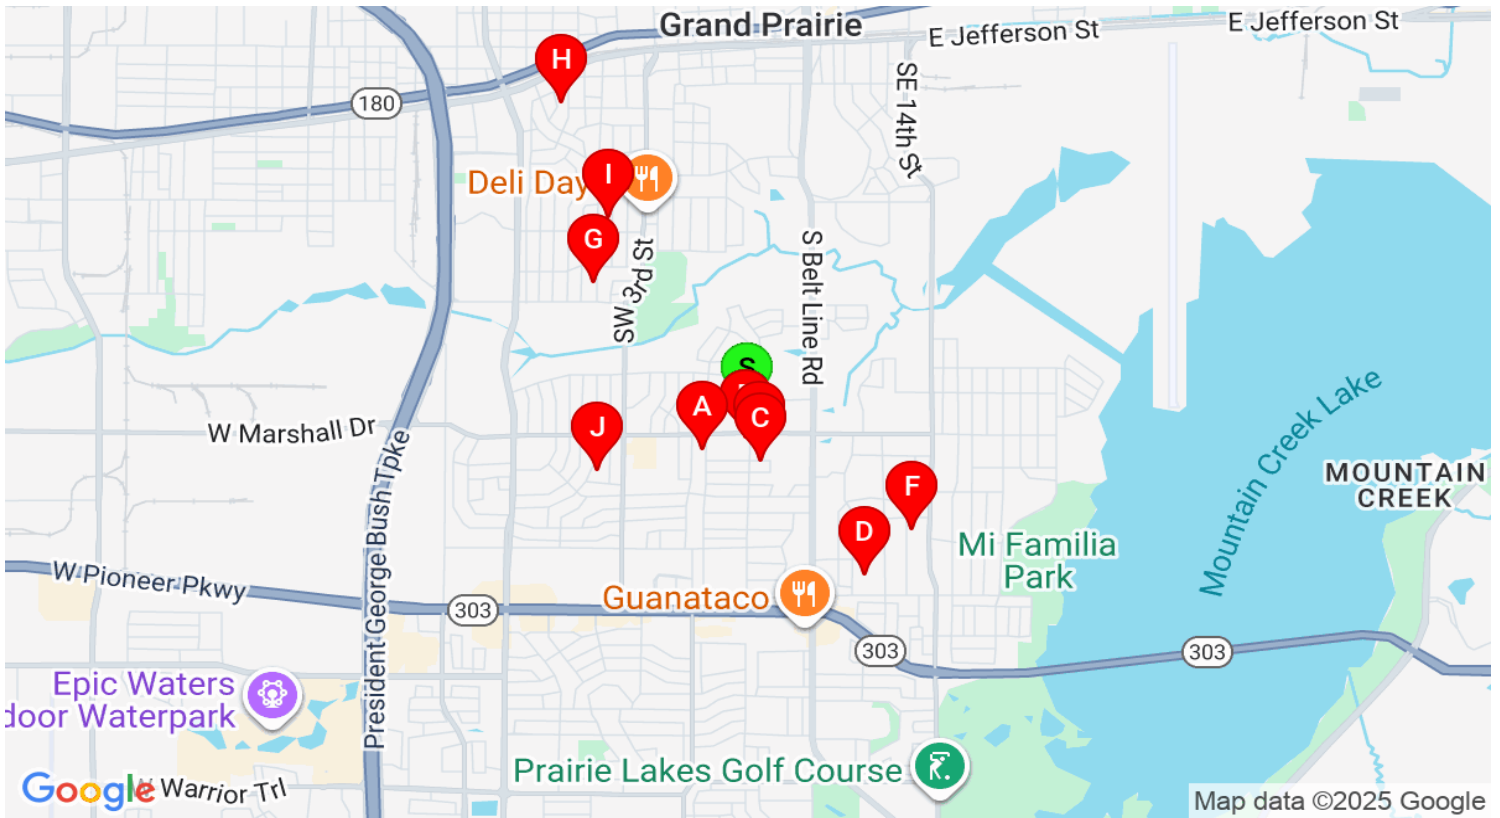 Grand Prairie
E Jefferson St
E Jefferson St
H
180
SE 14th St
Deli Day
I
G
SW 3rd St
S Belt Line Rd
S
A
C
J
W Marshall Dr
Mountain Creek Lake
MOUNTAIN
CREEK
F
D
Mi Familia
Park
W Pioneer Pkwy
President George Bush Tpke
Guanataco
303
303
303
Epic Waters
door Waterpark
Prairie Lakes Golf Course
Google
W Warrior Trl
Map data ©2025 Google